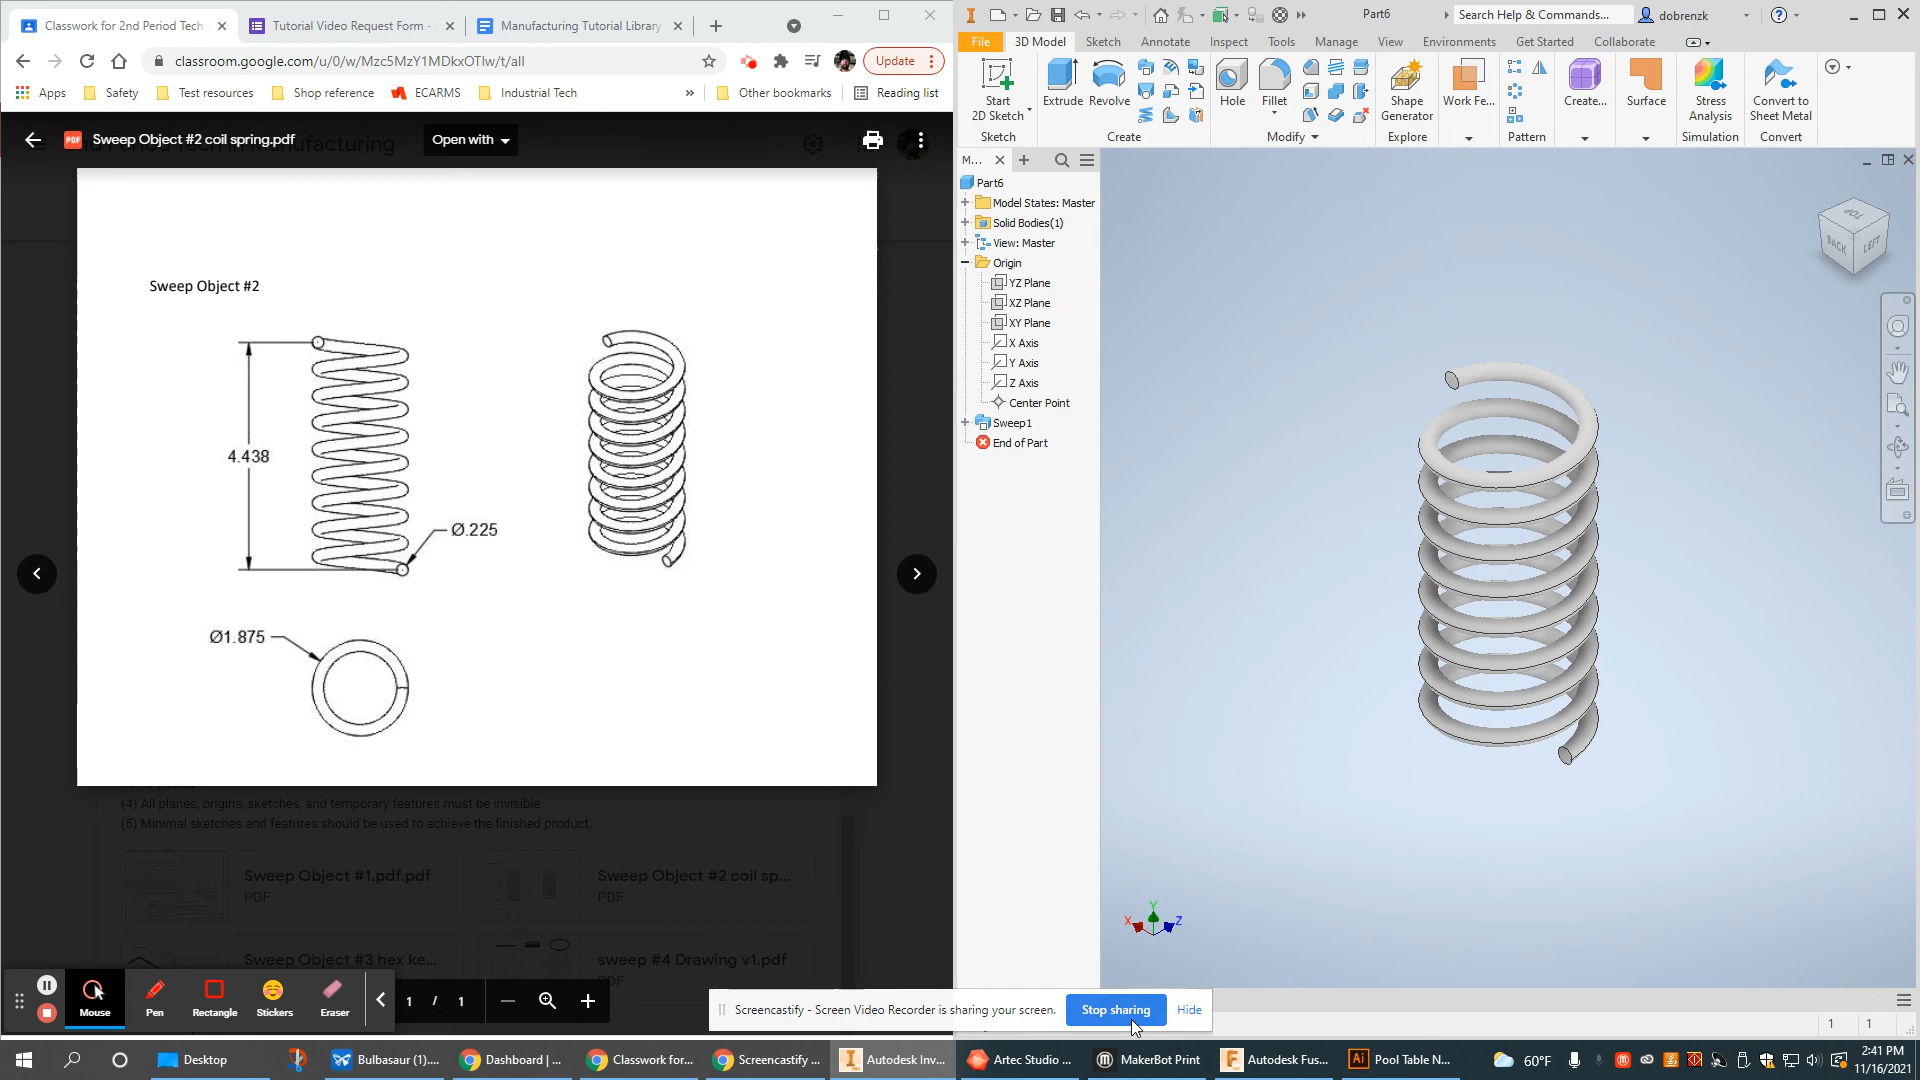 Classwork for 2nd Period Tech
Tutorial Video Request Form -
Manufacturing Tutorial Library
classroom.google.com/u/0/w/Mzc5MzY1MDkxOTIw/t/all
Update
Apps
Safety
Test resources
Shop reference
ECARMS
Industrial Tech
»
Other bookmarks
Reading list
PDF
Sweep Object #2 coil spring.pdf
Open with
Sweep Object #2
4.438
Ø.225
Ø1.875
(4) All planes, origins, sketches, and temporary features must be invisible
(5) Minimal sketches and features should be used to achieve the finished product.
Sweep Object #1.pdf.pdf
PDF
Sweep Object #2 coil sp...
PDF
Sweep Object #3 hex ke...
sweep #4 Drawing v1.pdf
PDF
Mouse
Pen
Rectangle
Stickers
Eraser
1 / 1
Screencastify - Screen Video Recorder is sharing your screen.
Stop sharing
Hide
Part6
Search Help & Commands...
dobrenzk
File
3D Model
Sketch
Annotate
Inspect
Tools
Manage
View
Environments
Get Started
Collaborate
Start
2D Sketch
Extrude
Revolve
Hole
Fillet
Shape
Generator
Work Fe...
Create...
Surface
Stress
Analysis
Convert to
Sheet Metal
Sketch
Create
Modify
Explore
Pattern
Simulation
Convert
M...
Part6
Model States: Master
Solid Bodies(1)
View: Master
Origin
YZ Plane
XZ Plane
XY Plane
X Axis
Y Axis
Z Axis
Center Point
Sweep1
End of Part
TOP
BACK
LEFT
X
Y
Z
1
1
Desktop
Bulbasaur (1)....
Dashboard | ...
Classwork for...
Screencastify ...
Autodesk Inv...
Artec Studio ...
MakerBot Print
Autodesk Fus...
Pool Table N...
60°F
2:41 PM
11/16/2021